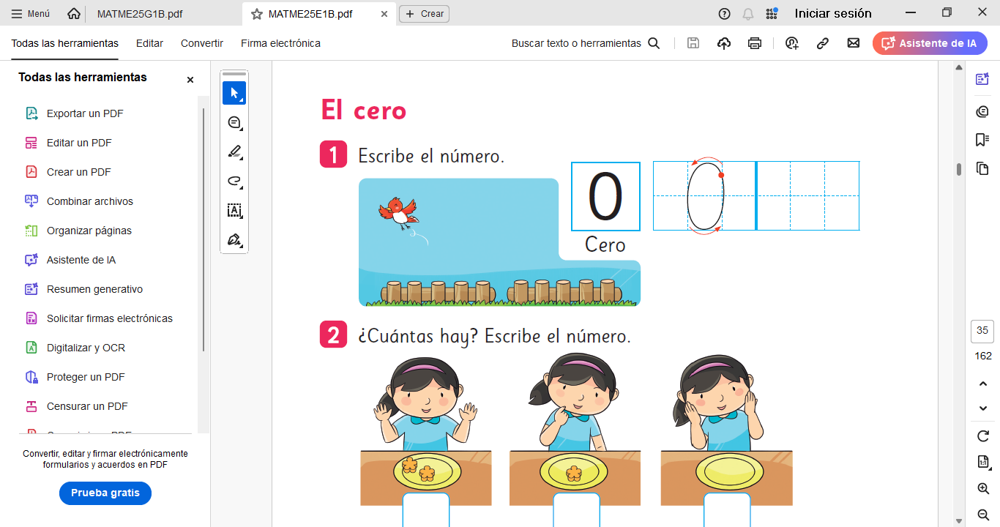 Menú
MATME25G1B.pdf
MATME25E1B.pdf
Crear
Iniciar sesión
Todas las herramientas
Editar
Convertir
Firma electrónica
Buscar texto o herramientas
Asistente de IA
Todas las herramientas
Exportar un PDF
Editar un PDF
Crear un PDF
Combinar archivos
Organizar páginas
Asistente de IA
Resumen generativo
Solicitar firmas electrónicas
Digitalizar y OCR
Proteger un PDF
Censurar un PDF
Convertir, editar y firmar electrónicamente
formularios y acuerdos en PDF
Prueba gratis
El cero
1 Escribe el número.
0
0
Cero
2 ¿Cuántas hay? Escribe el número.
35
162